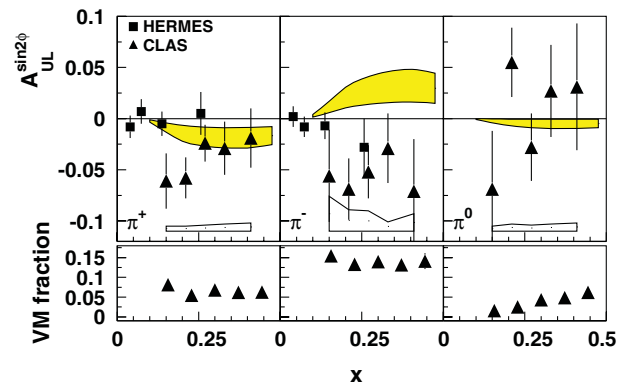 HERMES
CLAS
A_UL^sin2ϕ
0.1
0.05
0
-0.05
-0.1
π+
π-
π0
VM fraction
0.15
0.1
0.05
0
0
0.25
0
0.25
0
0.25
0.5
x